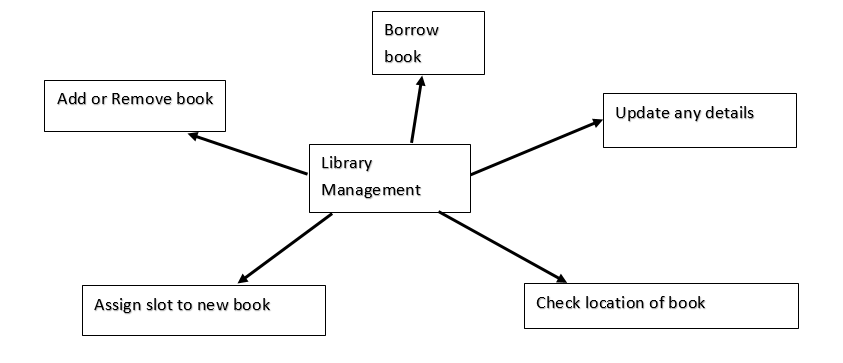 Borrow
book
Add or Remove book
Update any details
Library
Management
Assign slot to new book
Check location of book